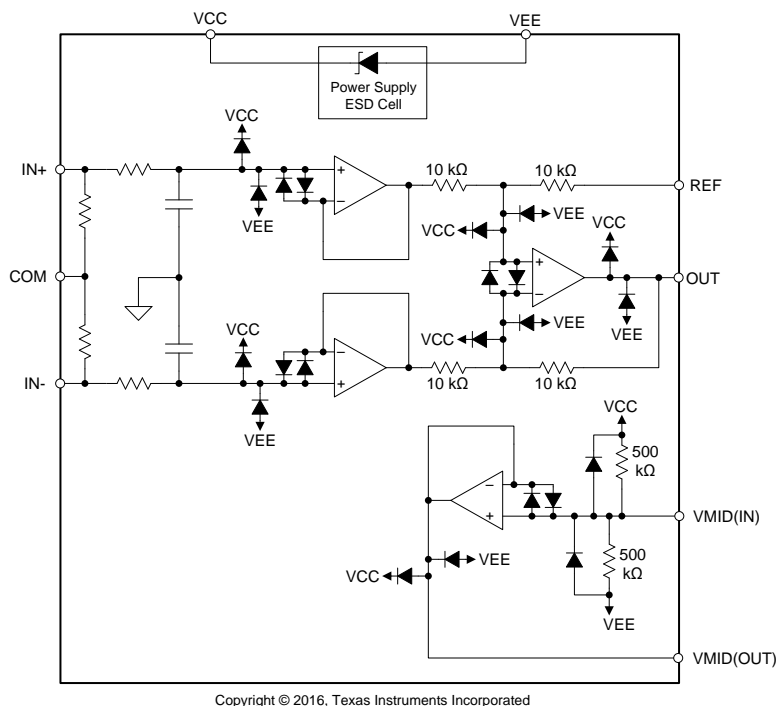 VCC
VEE
Power Supply
ESD Cell
VCC
IN+
+
-
VEE
10 kΩ
10 kΩ
REF
VCC
VEE
VCC
COM
+
-
OUT
VEE
VCC
VCC
VEE
-
+
IN-
VEE
10 kΩ
10 kΩ
VCC
500
kΩ
-
+
VMID(IN)
500
kΩ
VCC
VEE
VEE
VMID(OUT)
Copyright © 2016, Texas Instruments Incorporated